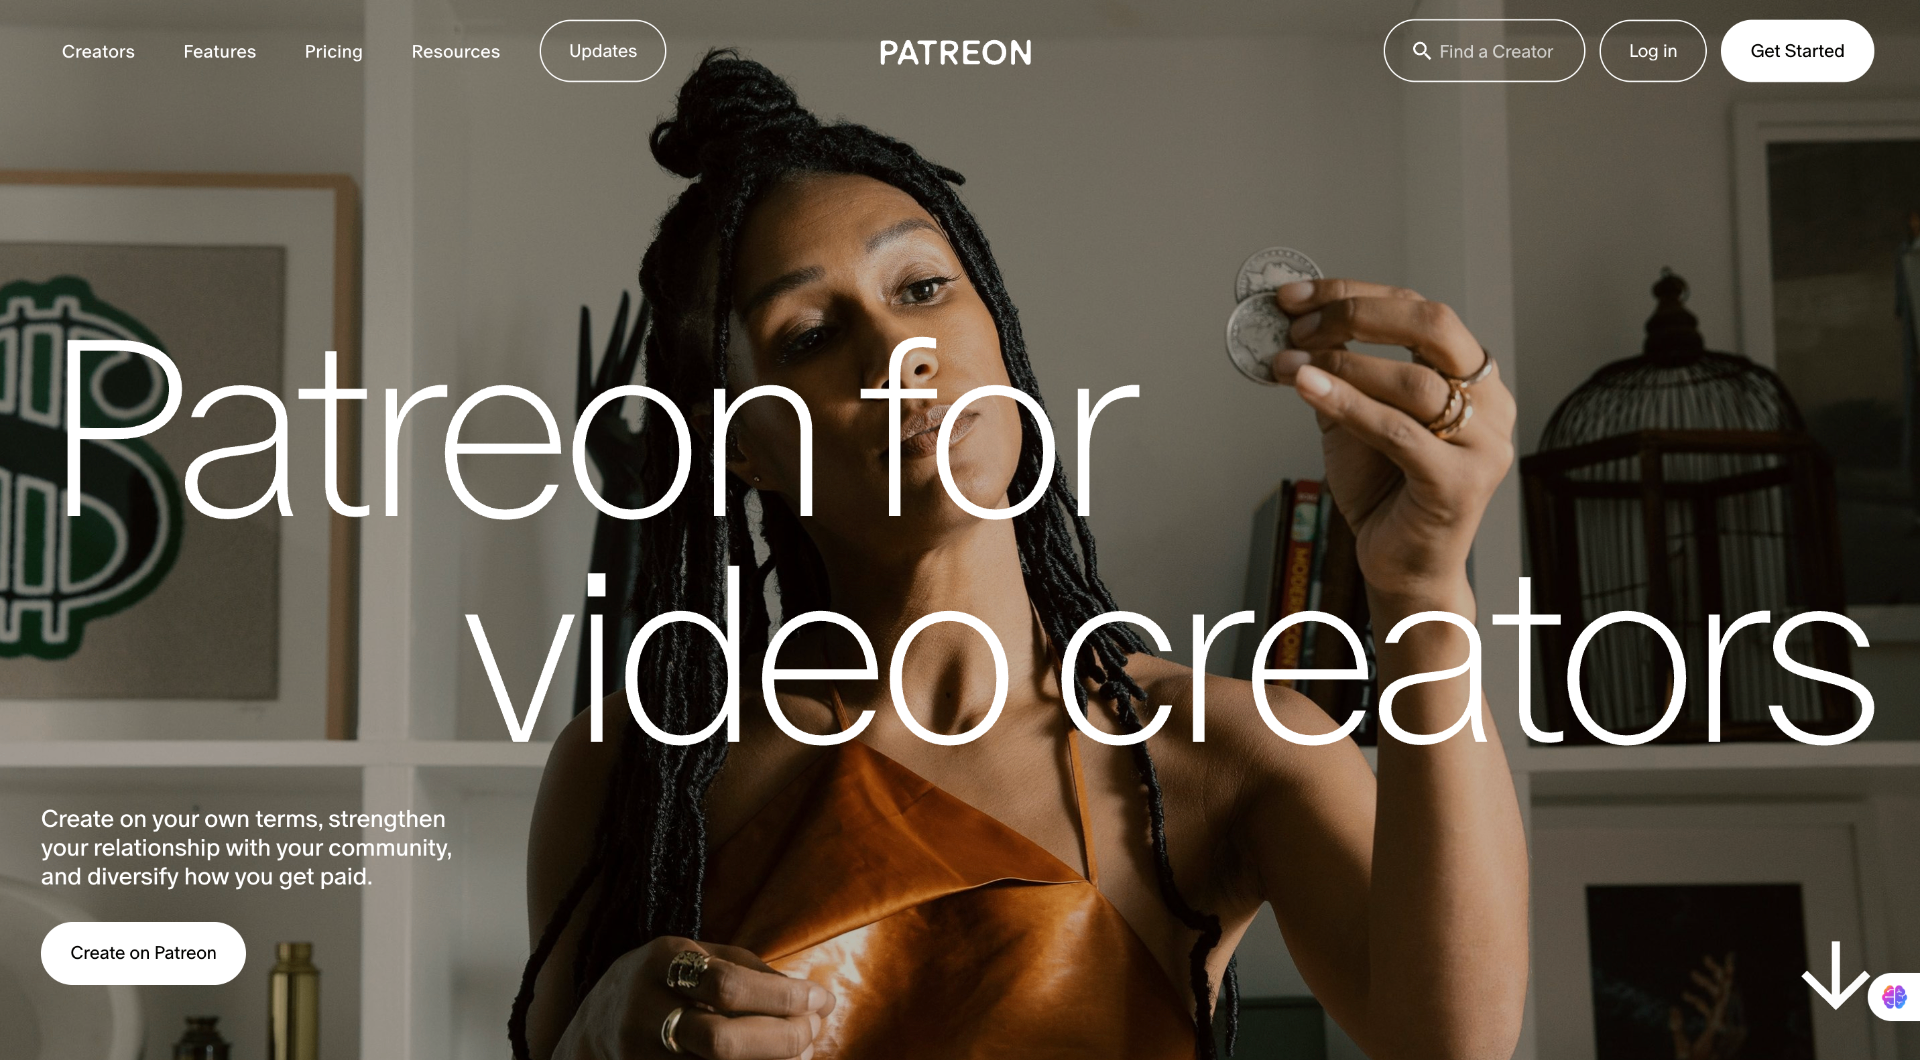 Creators
Features
Pricing
Resources
Updates
PATREON
Find a Creator
Log in
Get Started
Patreon for
video creators
Create on your own terms, strengthen
your relationship with your community,
and diversify how you get paid.
Create on Patreon